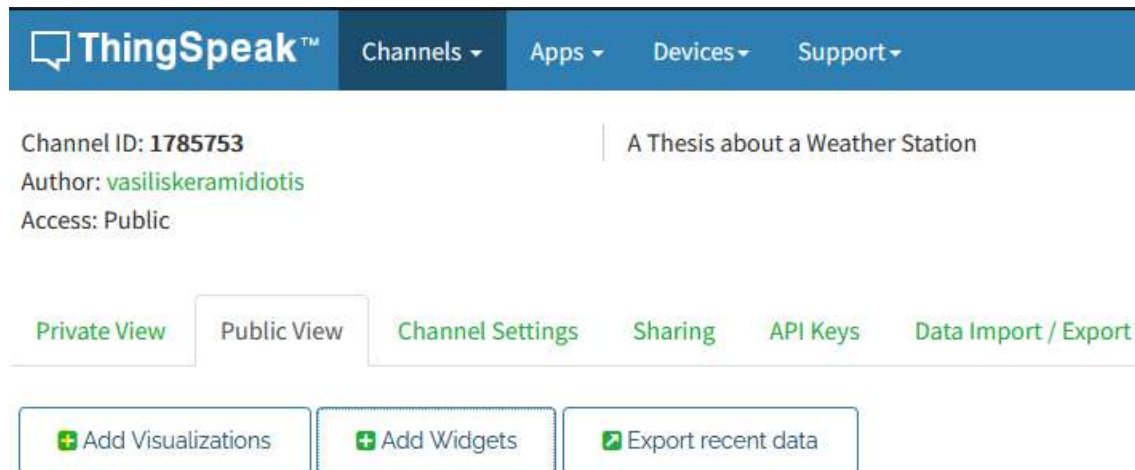 ThingSpeak™ Channels Apps Devices Support
Channel ID: 1785753
A Thesis about a Weather Station
Author: vasiliskeramidiotis
Access: Public
Private View Public View Channel Settings Sharing API Keys Data Import / Export
Add Visualizations Add Widgets Export recent data